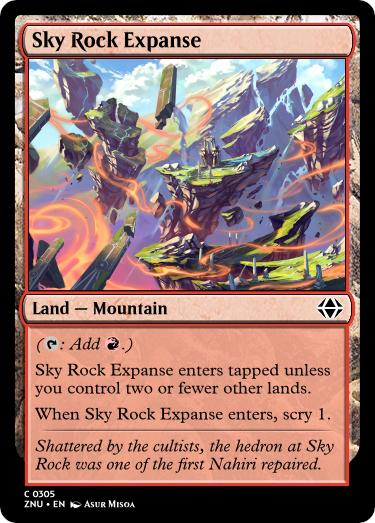 Sky Rock Expanse
Land — Mountain
(T: Add R.)
Sky Rock Expanse enters tapped unless
you control two or fewer other lands.
When Sky Rock Expanse enters, scry 1.
Shattered by the cultists, the hedron at Sky
Rock was one of the first Nahiri repaired.
C 0305
ZNU • EN Asur Misoa